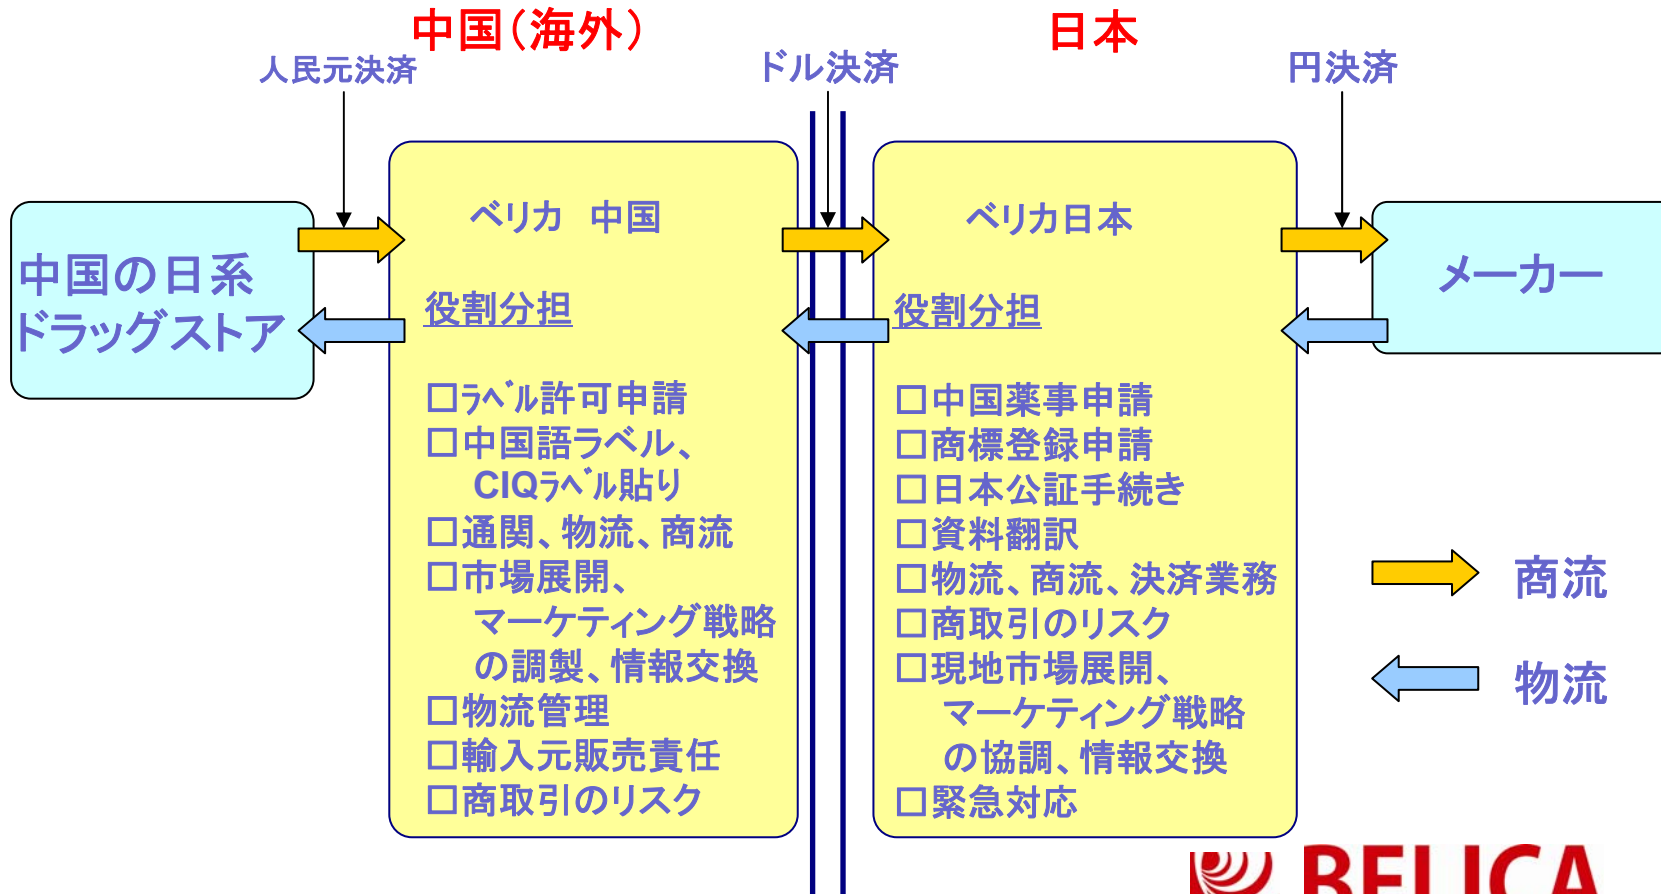 中国（海外）
日本
人民元決済
ドル決済
円決済
中国の日系
ドラッグストア
ベリカ　中国
役割分担
□ﾗﾍﾞﾙ許可申請
□中国語ラベル、
CIQﾗﾍﾞﾙ貼り
□通関、物流、商流
□市場展開、
マーケティング戦略
の調製、情報交換
□物流管理
□輸入元販売責任
□商取引のリスク
ベリカ日本
役割分担
□中国薬事申請
□商標登録申請
□日本公証手続き
□資料翻訳
□物流、商流、決済業務
□商取引のリスク
□現地市場展開、
マーケティング戦略
の協調、情報交換
□緊急対応
メーカー
商流
物流
BELICA